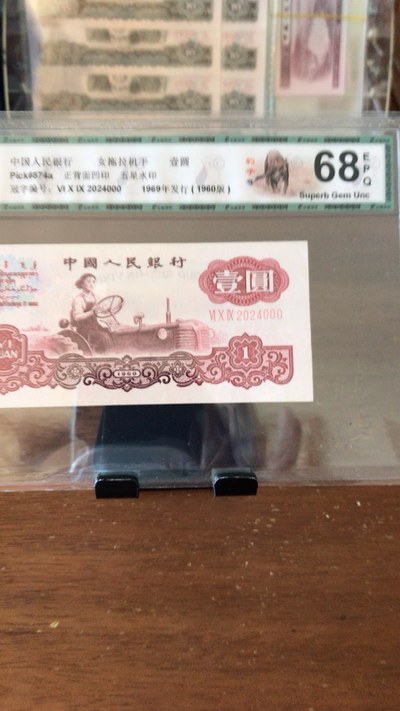 中国人民银行 女拖拉机手 壹圆
Pick#874a 正背面凹印 五星水印
冠字编号: VI X IX 2024000 1969年发行 (1960版)
68 EPQ
Superb Gem Unc
中國人民銀行
壹圓
VI X IX 2024000
1
1960
YI
YUAN